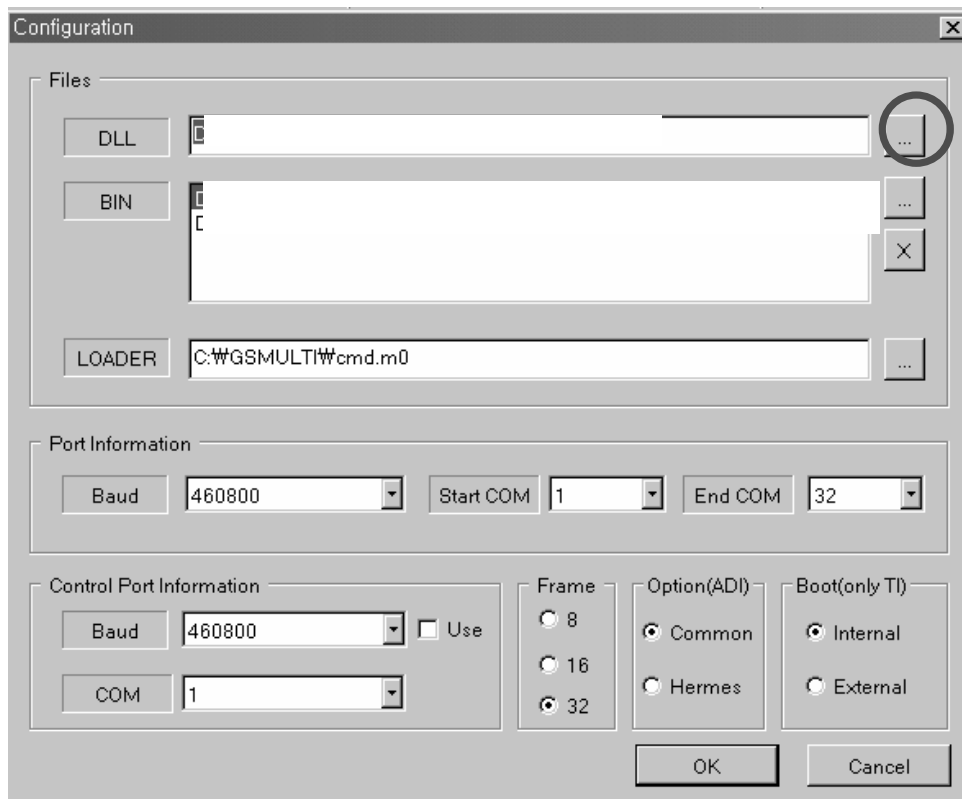 Configuration
Files
DLL
D
...
BIN
D
D
...
X
LOADER
C:₩GSMULTI₩cmd.m0
...
Port Information
Baud
460800
Start COM
1
End COM
32
Control Port Information
Baud
460800
Use
COM
1
Frame
8
16
32
Option(ADI)
Common
Hermes
Boot(only TI)
Internal
External
OK
Cancel